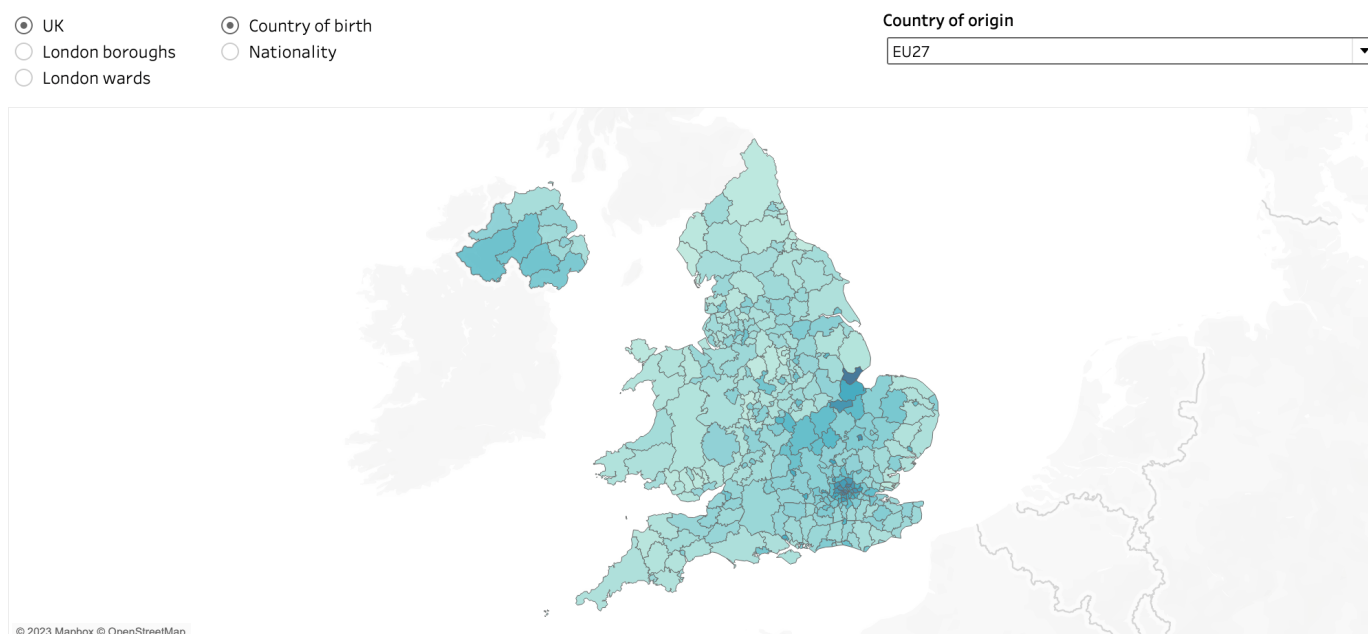 UK
London boroughs
London wards
Country of birth
Nationality
Country of origin
EU27
© 2023 Mapbox © OpenStreetMap